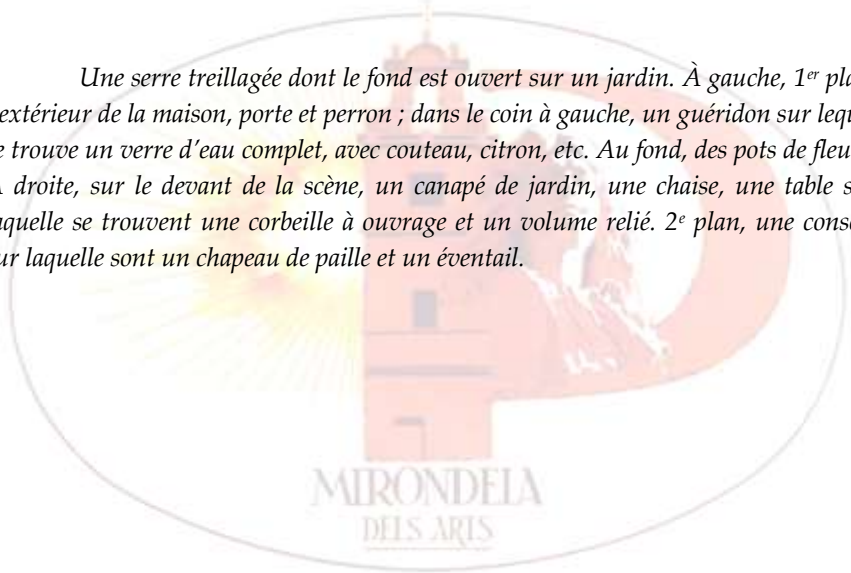 Une serre treillagée dont le fond est ouvert sur un jardin. À gauche, 1er pla
extérieur de la maison, porte et perron ; dans le coin à gauche, un guéridon sur lequ
e trouve un verre d'eau complet, avec couteau, citron, etc. Au fond, des pots de fleu
À droite, sur le devant de la scène, un canapé de jardin, une chaise, une table s
aquelle se trouvent une corbeille à ouvrage et un volume relié. 2e plan, une conso
ur laquelle sont un chapeau de paille et un éventail.
MIRONDELA
DELS ARTS